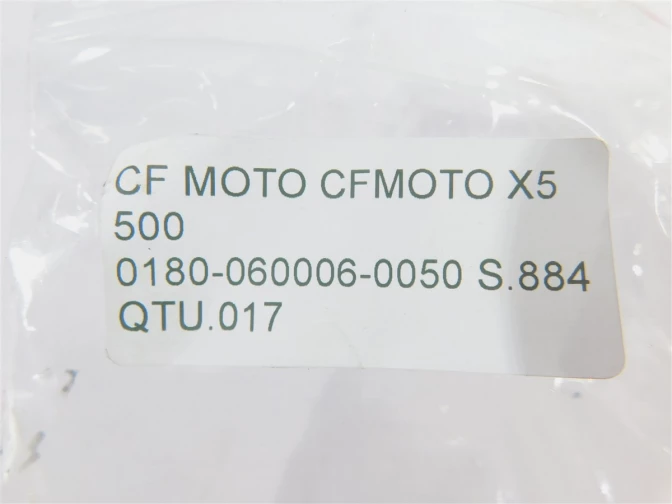 CF MOTO CFMOTO X5
500
0180-060006-0050 S.884
QTU.017